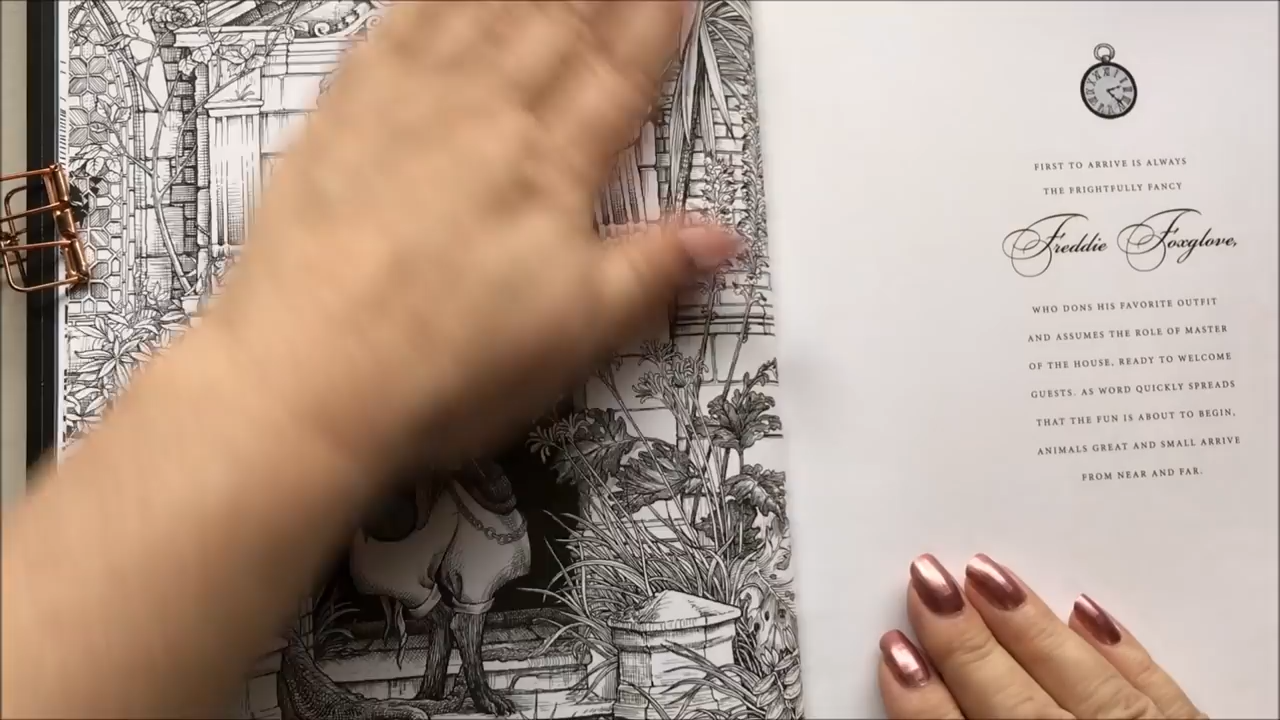 FIRST TO ARRIVE IS ALWAYS
THE FRIGHTFULLY FANCY
Freddie Foxglove,
WHO DONS HIS FAVORITE OUTFIT
AND ASSUMES THE ROLE OF MASTER
OF THE HOUSE, READY TO WELCOME
GUESTS. AS WORD QUICKLY SPREADS
THAT THE FUN IS ABOUT TO BEGIN,
ANIMALS GREAT AND SMALL ARRIVE
FROM NEAR AND FAR.